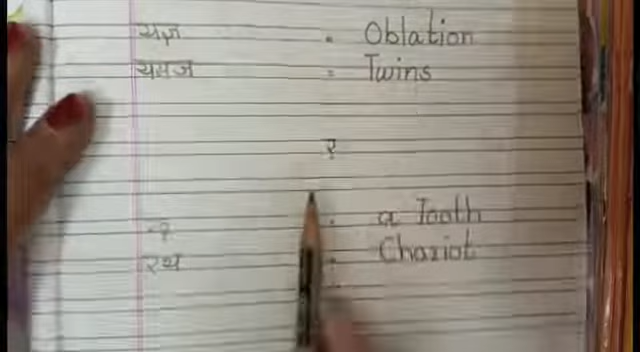 यज्ञ = Oblation
यमज = Twins
र
= a Tooth
रथ = Chariot